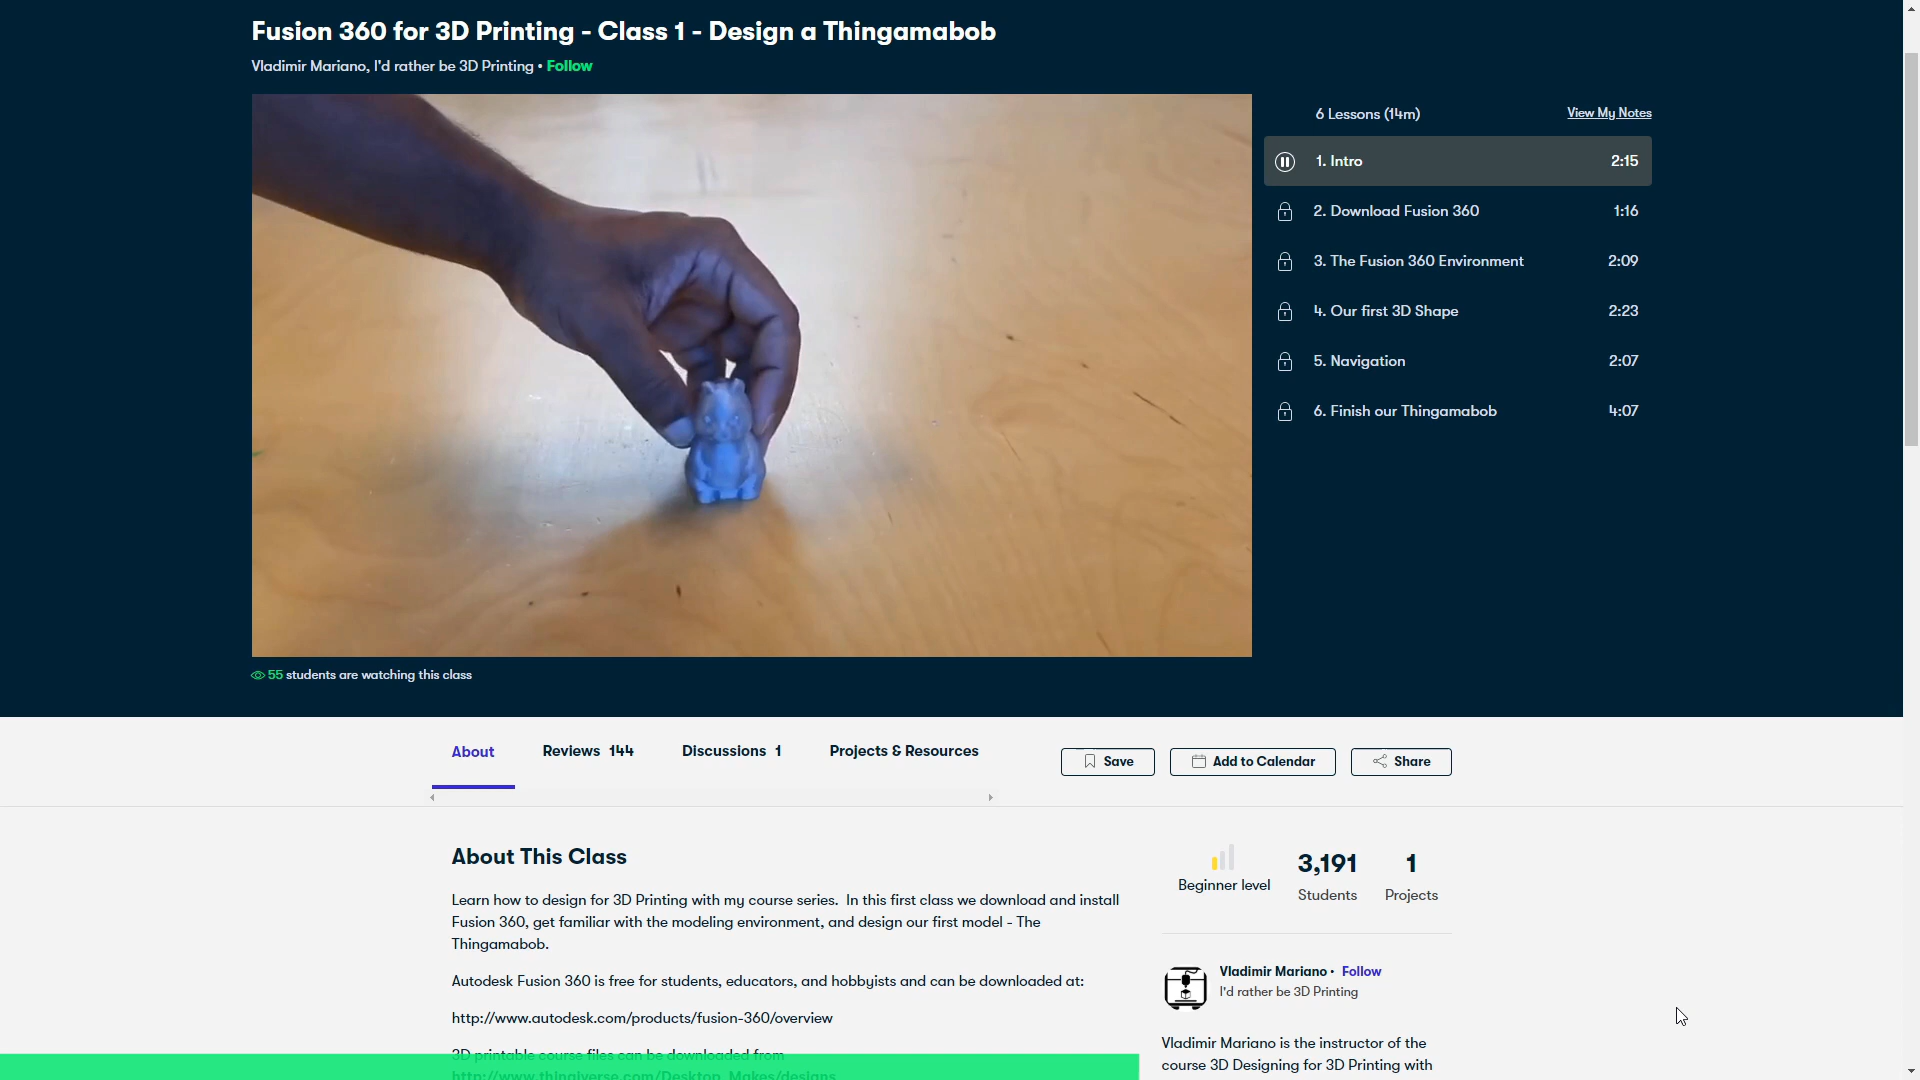 Fusion 360 for 3D Printing - Class 1 - Design a Thingamabob
Vladimir Mariano, I'd rather be 3D Printing • Follow
6 Lessons (14m)
View My Notes
1. Intro 2:15
2. Download Fusion 360 1:16
3. The Fusion 360 Environment 2:09
4. Our first 3D Shape 2:23
5. Navigation 2:07
6. Finish our Thingamabob 4:07
55 students are watching this class
About
Reviews 144
Discussions 1
Projects & Resources
Save
Add to Calendar
Share
About This Class
Learn how to design for 3D Printing with my course series. In this first class we download and install
Fusion 360, get familiar with the modeling environment, and design our first model - The
Thingamabob.
Autodesk Fusion 360 is free for students, educators, and hobbyists and can be downloaded at:
http://www.autodesk.com/products/fusion-360/overview
3D printable course files can be downloaded from
http://www.thingiverse.com/Desktop_Makes/designs
Beginner level
3,191
Students
1
Projects
Vladimir Mariano • Follow
I'd rather be 3D Printing
Vladimir Mariano is the instructor of the
course 3D Designing for 3D Printing with